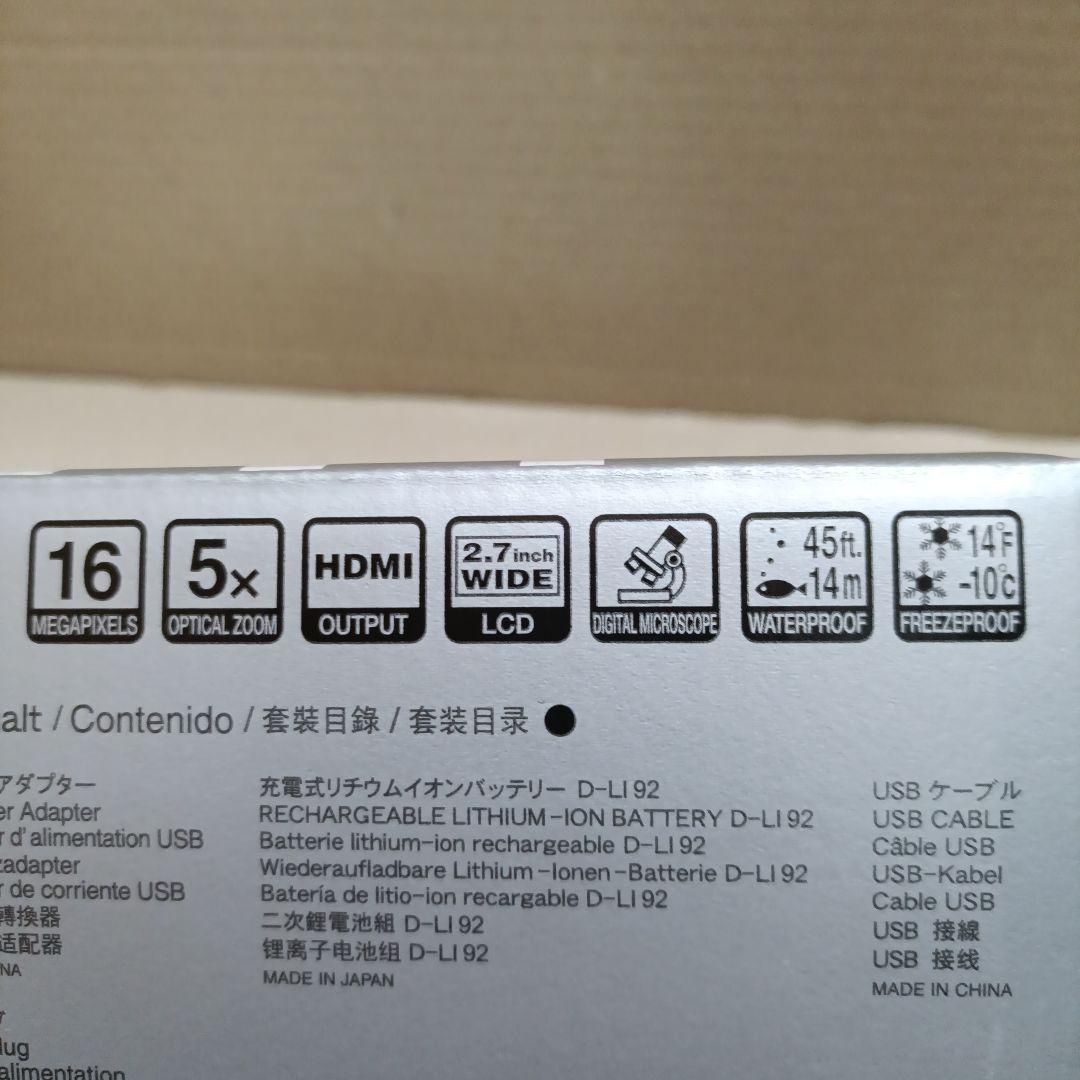 16
MEGAPIXELS
5×
OPTICAL ZOOM
HDMI
OUTPUT
2.7inch
WIDE
LCD
DIGITAL MICROSCOPE
45ft.
14m
WATERPROOF
14°F
-10°c
FREEZEPROOF
alt / Contenido / 套裝目錄 / 套装目录 ●
アダプター
er Adapter
r d'alimentation USB
zadapter
r de corriente USB
轉換器
适配器
NA
lug
alimentation
充電式リチウムイオンバッテリー D-LI 92
RECHARGEABLE LITHIUM-ION BATTERY D-LI 92
Batterie lithium-ion rechargeable D-LI 92
Wiederaufladbare Lithium-Ionen-Batterie D-LI 92
Batería de litio-ion recargable D-LI 92
二次鋰電池組 D-LI 92
锂离子电池组 D-LI 92
MADE IN JAPAN
USB ケーブル
USB CABLE
Câble USB
USB-Kabel
Cable USB
USB 接線
USB 接线
MADE IN CHINA